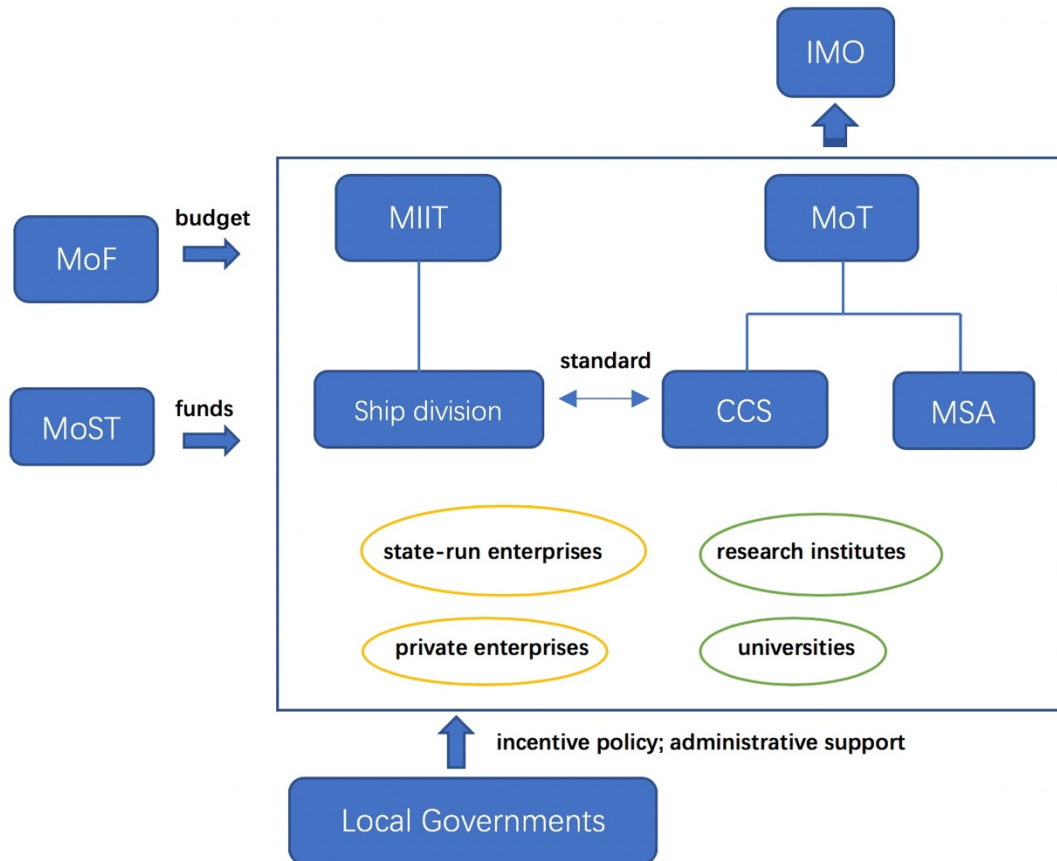 IMO
MIIT
MoT
budget
MoF
standard
Ship division
CCS
MSA
funds
MoST
state-run enterprises
research institutes
private enterprises
universities
incentive policy; administrative support
Local Governments